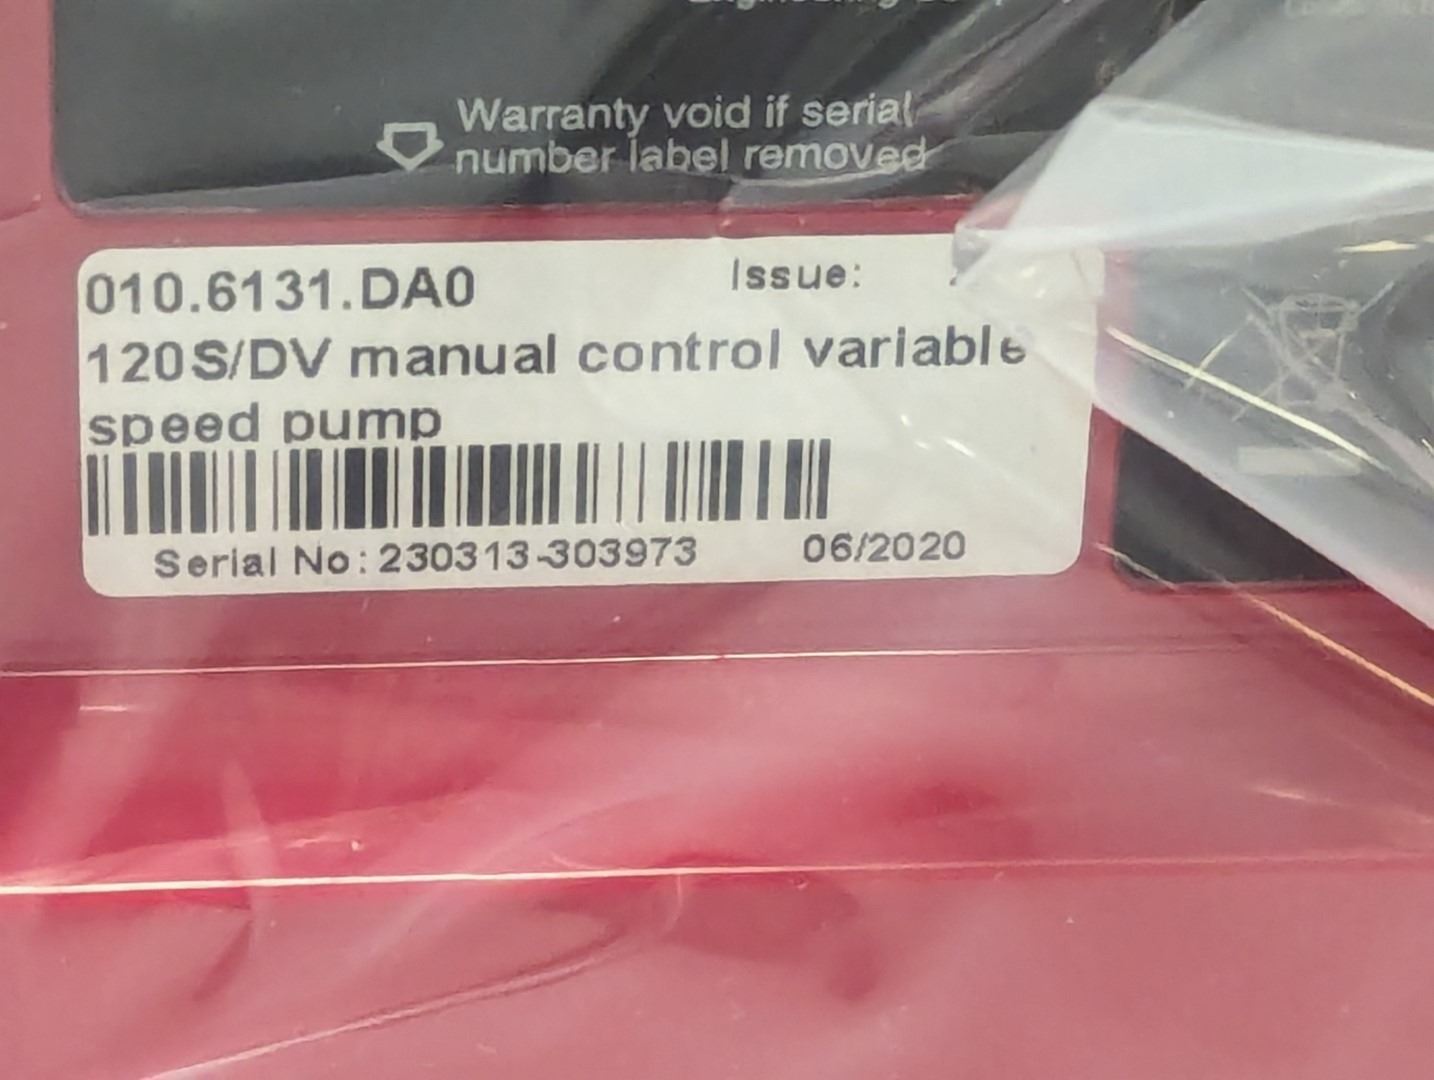 Warranty void if serial
number label removed
010.6131.DA0
Issue:
120S/DV manual control variable
speed pump
Serial No: 230313-303973
06/2020